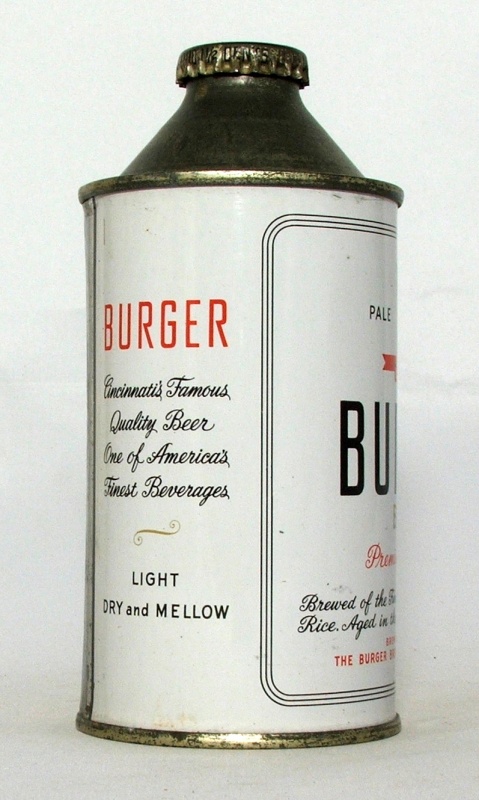 BURGER
Cincinnati's Famous
Quality Beer
One of America's
Finest Beverages
LIGHT
DRY and MELLOW
PALE
BU
Prem
Brewed of the
Rice. Aged in
THE BURGER